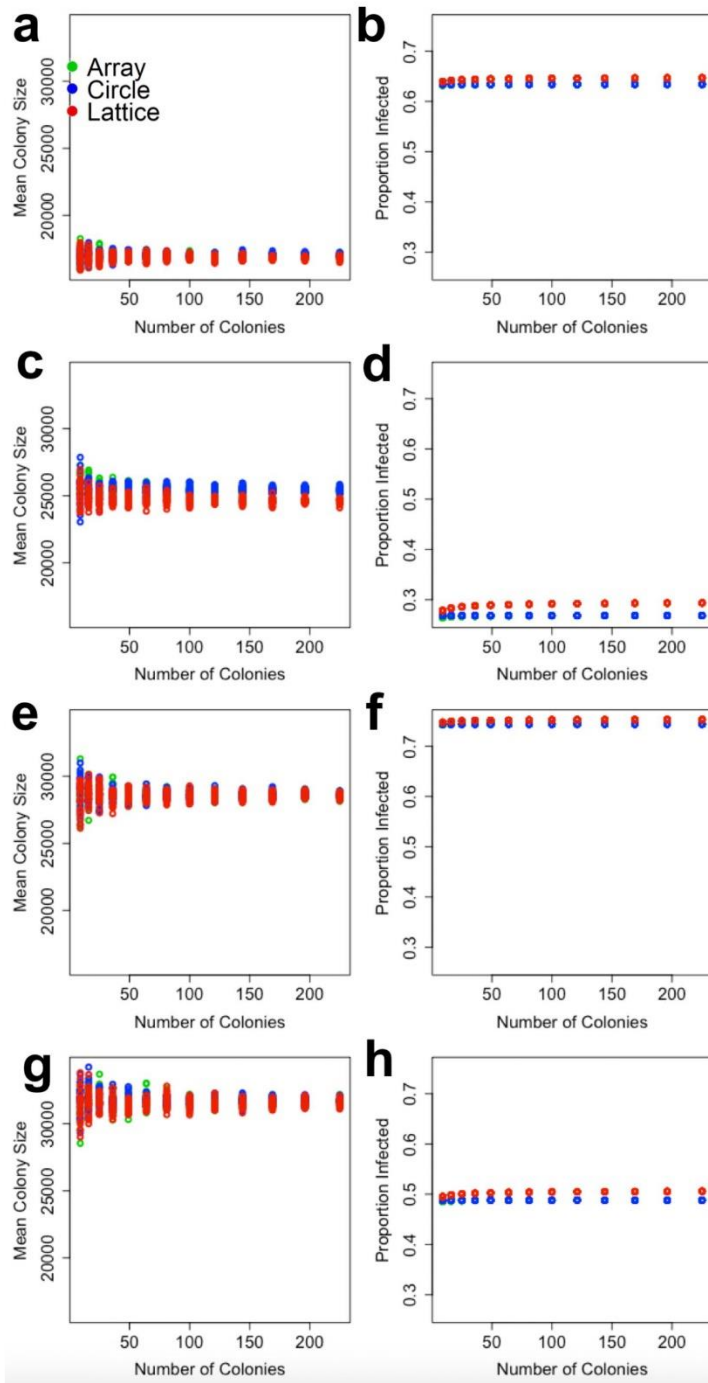 a
Array
Circle
Lattice
Mean Colony Size
30000
25000
20000
50 100 150 200
Number of Colonies
b
Proportion Infected
0.7
0.6
0.5
0.4
0.3
50 100 150 200
Number of Colonies
c
Mean Colony Size
30000
25000
20000
50 100 150 200
Number of Colonies
d
Proportion Infected
0.7
0.6
0.5
0.4
0.3
50 100 150 200
Number of Colonies
e
Mean Colony Size
30000
25000
20000
50 100 150 200
Number of Colonies
f
Proportion Infected
0.7
0.6
0.5
0.4
0.3
50 100 150 200
Number of Colonies
g
Mean Colony Size
30000
25000
20000
50 100 150 200
Number of Colonies
h
Proportion Infected
0.7
0.6
0.5
0.4
0.3
50 100 150 200
Number of Colonies